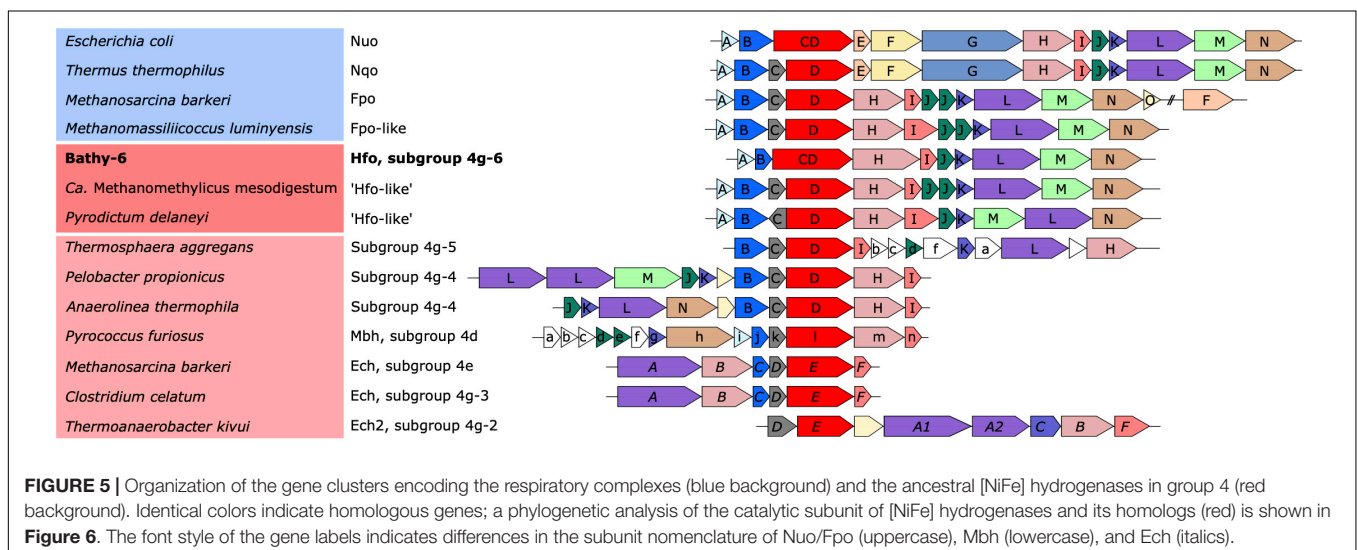 Escherichia coli Nuo A B CD E F G H I J K L M N
Thermus thermophilus Nqo A B C D E F G H I J K L M N
Methanosarcina barkeri Fpo A B C D H I J J K L M N O // F
Methanomassiliicoccus luminyensis Fpo-like A B C D H I J J K L M N
Bathy-6 Hfo, subgroup 4g-6 A B CD H I J K L M N
Ca. Methanomethylicus mesodigestum 'Hfo-like' A B C D H I J J K L M N
Pyrodictum delaneyi 'Hfo-like' A B C D H I J K M L N
Thermosphaera aggregans Subgroup 4g-5 B C D I b c d f K a L H
Pelobacter propionicus Subgroup 4g-4 L L M J K B C D H I
Anaerolinea thermophila Subgroup 4g-4 J K L N B C D H I
Pyrococcus furiosus Mbh, subgroup 4d a b c d e f g h i j k l m n
Methanosarcina barkeri Ech, subgroup 4e A B C D E F
Clostridium celatum Ech, subgroup 4g-3 A B C D E F
Thermoanaerobacter kivui Ech2, subgroup 4g-2 D E A1 A2 C B F
FIGURE 5 | Organization of the gene clusters encoding the respiratory complexes (blue background) and the ancestral [NiFe] hydrogenases in group 4 (red
background). Identical colors indicate homologous genes; a phylogenetic analysis of the catalytic subunit of [NiFe] hydrogenases and its homologs (red) is shown in
Figure 6. The font style of the gene labels indicates differences in the subunit nomenclature of Nuo/Fpo (uppercase), Mbh (lowercase), and Ech (italics).